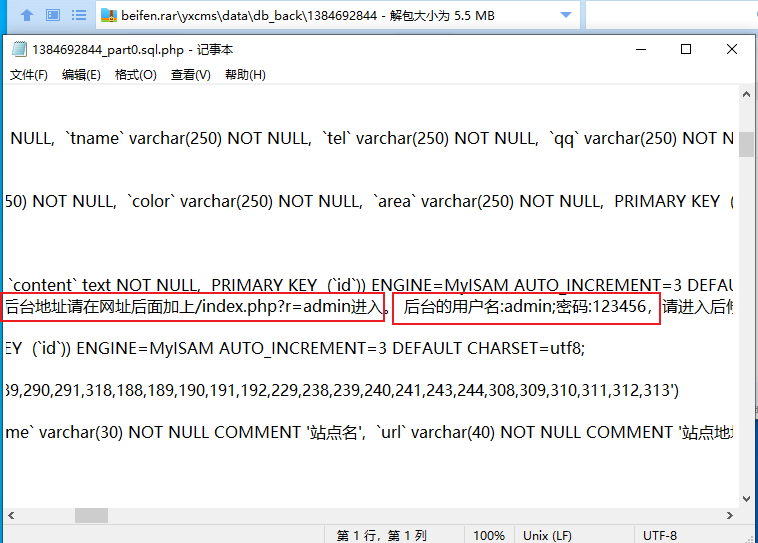 beifen.rar\yxcms\data\db_back\1384692844 - 解包大小为 5.5 MB
1384692844_part0.sql.php - 记事本
文件(F) 编辑(E) 格式(O) 查看(V) 帮助(H)
NULL, `tname` varchar(250) NOT NULL, `tel` varchar(250) NOT NULL, `qq` varchar(250) NOT N
50) NOT NULL, `color` varchar(250) NOT NULL, `area` varchar(250) NOT NULL, PRIMARY KEY (
`content` text NOT NULL, PRIMARY KEY (`id`)) ENGINE=MyISAM AUTO_INCREMENT=3 DEFAU
后台地址请在网址后面加上/index.php?r=admin进入。 后台的用户名:admin;密码:123456，请进入后修
EY (`id`)) ENGINE=MyISAM AUTO_INCREMENT=3 DEFAULT CHARSET=utf8;
39,290,291,318,188,189,190,191,192,229,238,239,240,241,243,244,308,309,310,311,312,313')
me` varchar(30) NOT NULL COMMENT '站点名', `url` varchar(40) NOT NULL COMMENT '站点地址
第 1 行，第 1 列 100% Unix (LF) UTF-8